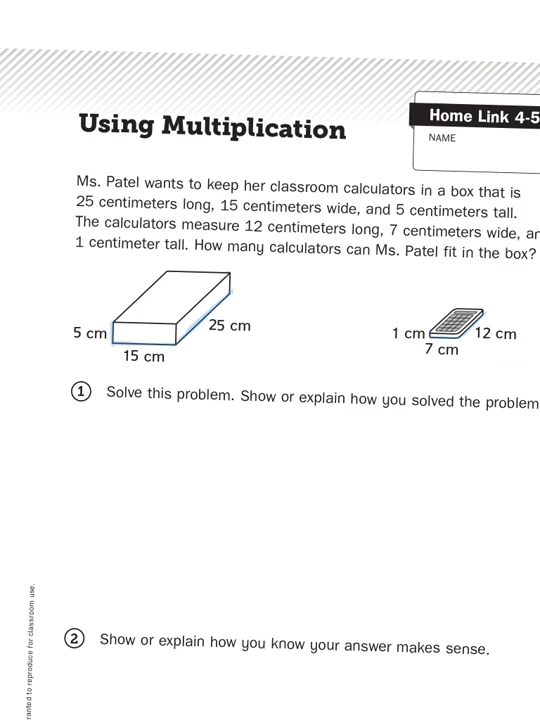 Using Multiplication
Home Link 4-5
NAME
Ms. Patel wants to keep her classroom calculators in a box that is
25 centimeters long, 15 centimeters wide, and 5 centimeters tall.
The calculators measure 12 centimeters long, 7 centimeters wide,
1 centimeter tall. How many calculators can Ms. Patel fit in the box?
5 cm
25 cm
15 cm
1 cm
12 cm
7 cm
1 Solve this problem. Show or explain how you solved the problem
2 Show or explain how you know your answer makes sense.
ranted to reproduce for classroom use.